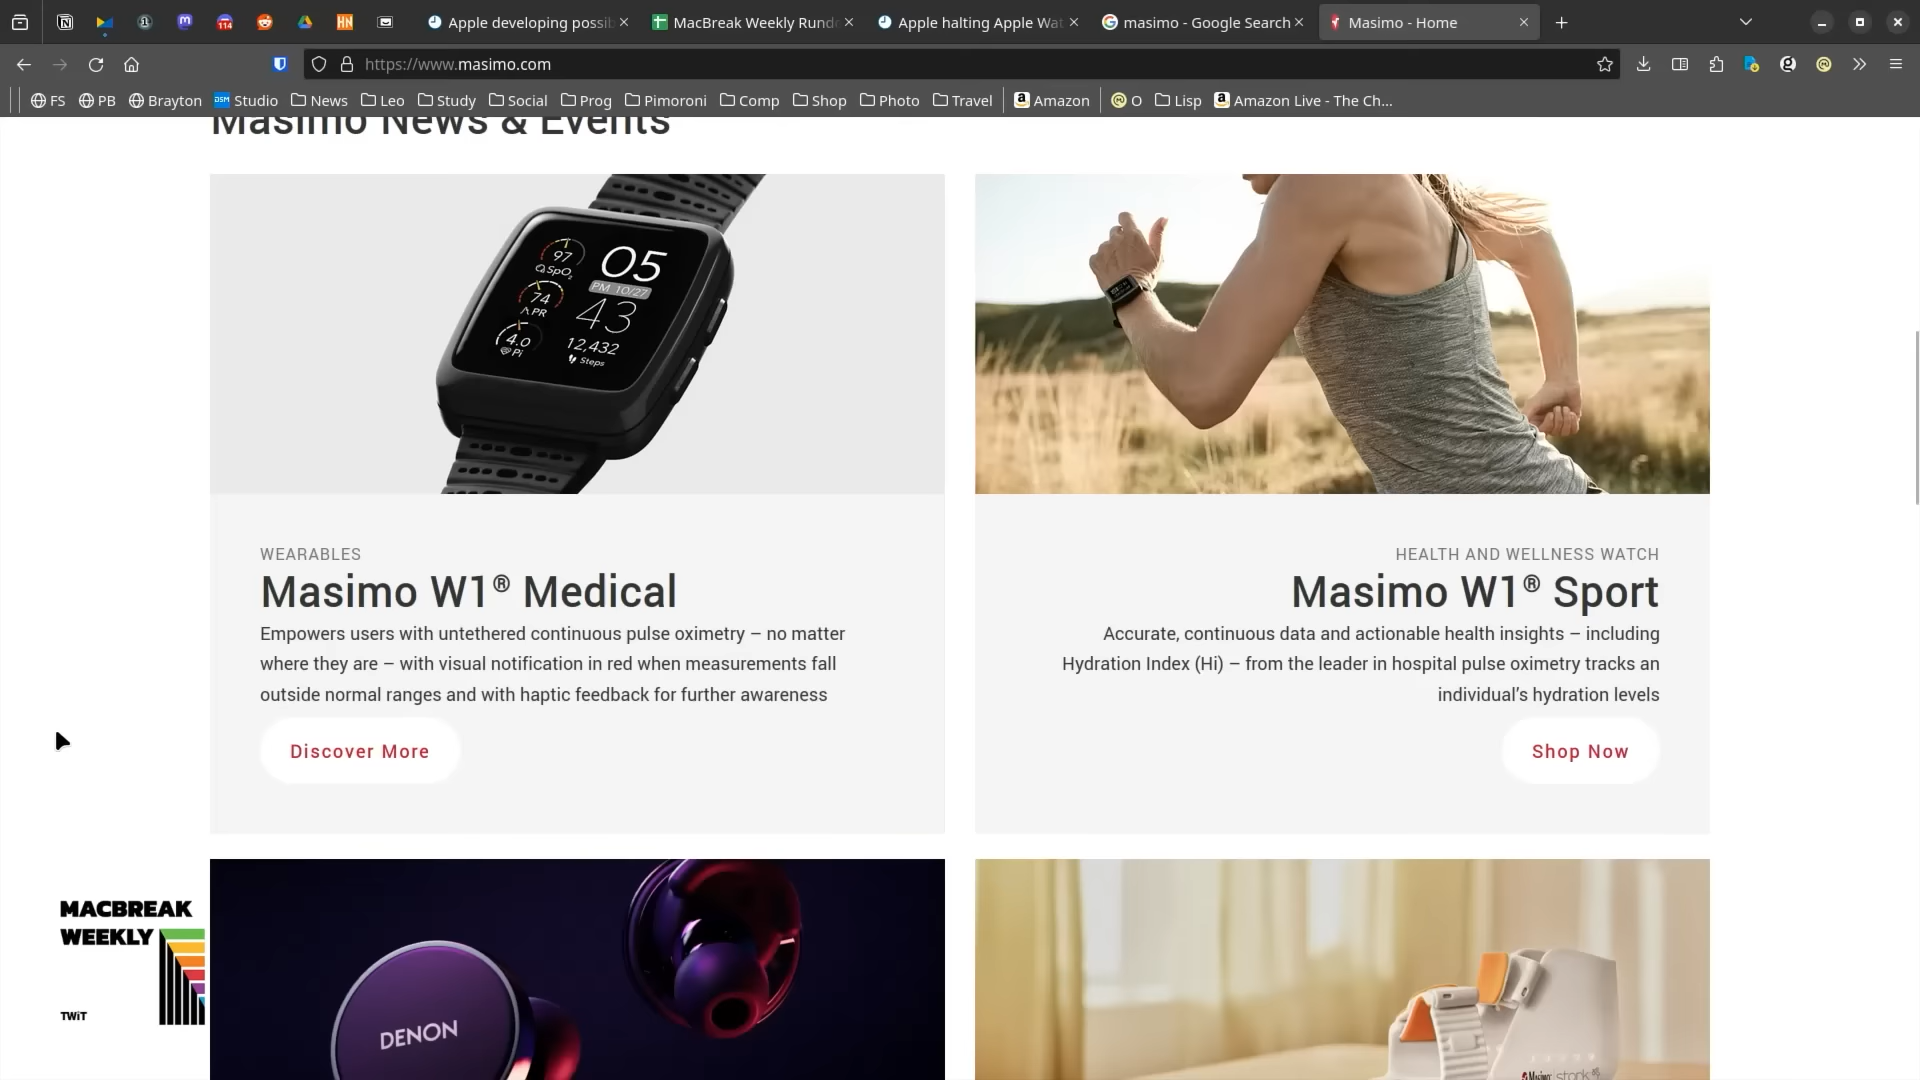 Apple developing possib
MacBreak Weekly Rund
Apple halting Apple Wat
masimo - Google Search
Masimo - Home
https://www.masimo.com
FS
PB
Brayton
Studio
News
Leo
Study
Social
Prog
Pimoroni
Comp
Shop
Photo
Travel
Amazon
O
Lisp
Amazon Live - The Ch...
Masimo News & Events
97
SpO2
74
PR
4.0
Pi
05
PM 10/27
43
12,432
Steps
WEARABLES
Masimo W1® Medical
Empowers users with untethered continuous pulse oximetry – no matter
where they are – with visual notification in red when measurements fall
outside normal ranges and with haptic feedback for further awareness
Discover More
HEALTH AND WELLNESS WATCH
Masimo W1® Sport
Accurate, continuous data and actionable health insights – including
Hydration Index (Hi) – from the leader in hospital pulse oximetry tracks an
individual's hydration levels
Shop Now
MACBREAK
WEEKLY
TWiT
DENON
Masimo stork